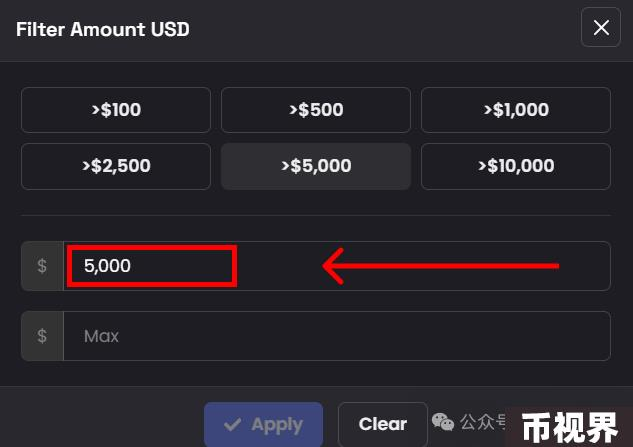 Filter Amount USD
>$100 >$500 >$1,000
>$2,500 >$5,000 >$10,000
$ 5,000
$ Max
Apply Clear 公众号
币视界